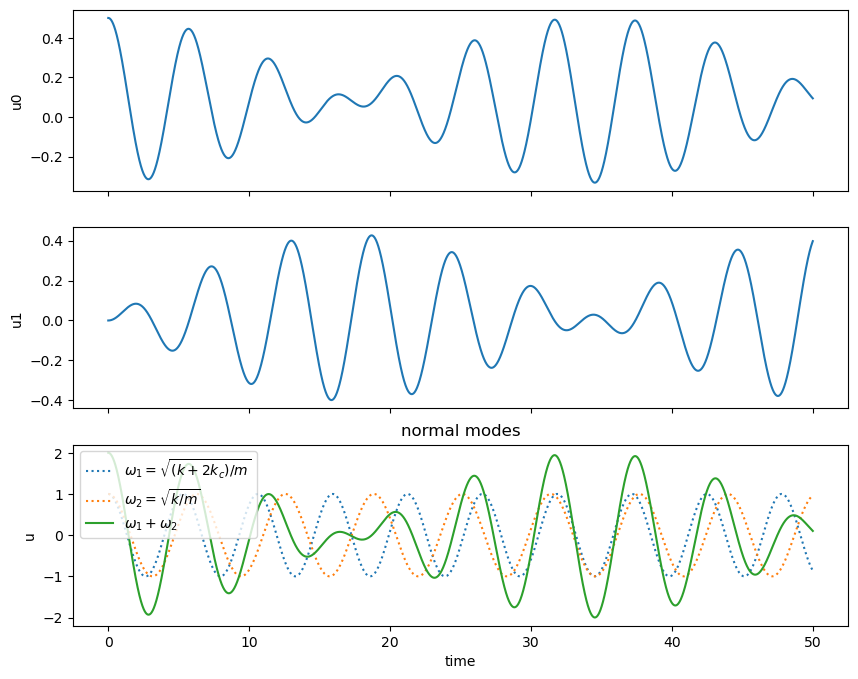 0.4
0.2
0.0
−0.2
u0
0.4
0.2
0.0
−0.2
−0.4
u1
normal modes
2
1
0
−1
−2
u
ω₁ = √(k + 2k_c)/m
ω₂ = √k/m
ω₁ + ω₂
0 10 20 30 40 50
time